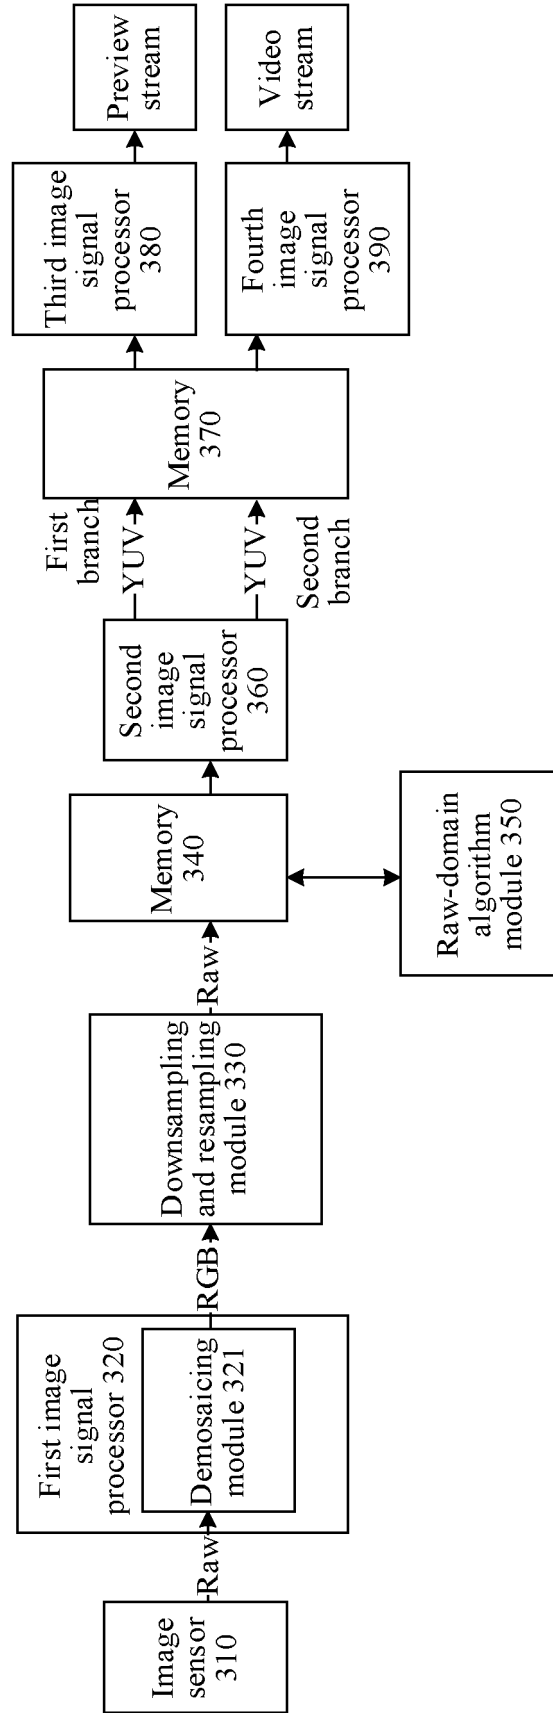 Image
sensor
310
Raw
First image
signal
processor 320
Demosaicing
module 321
RGB
Downsampling
and resampling
module 330
Raw
Memory
340
Raw-domain
algorithm
module 350
Second
image
signal
processor
360
First
branch
YUV
YUV
Second
branch
Memory
370
Third image
signal
processor
380
Preview
stream
Fourth
image
signal
processor
390
Video
stream